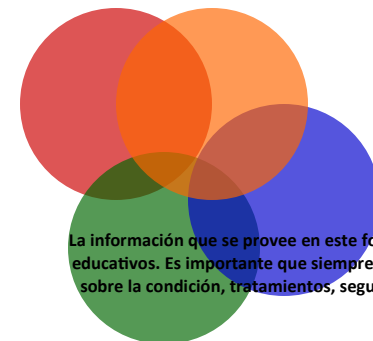 La información que se provee en este
educativos. Es importante que siempre
sobre la condición, tratamientos,